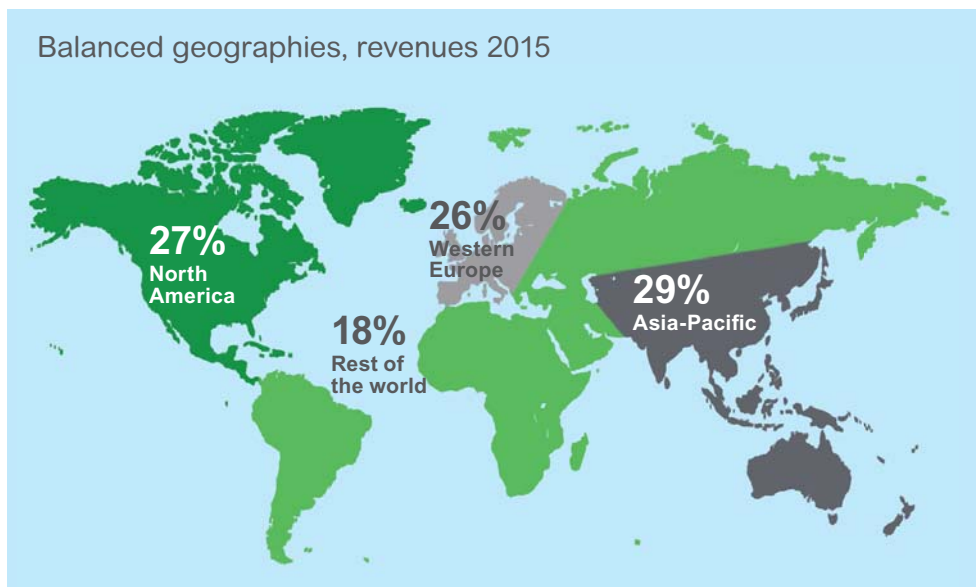 Balanced geographies, revenues 2015
27%
North
America
26%
Western
Europe
29%
Asia-Pacific
18%
Rest of
the world